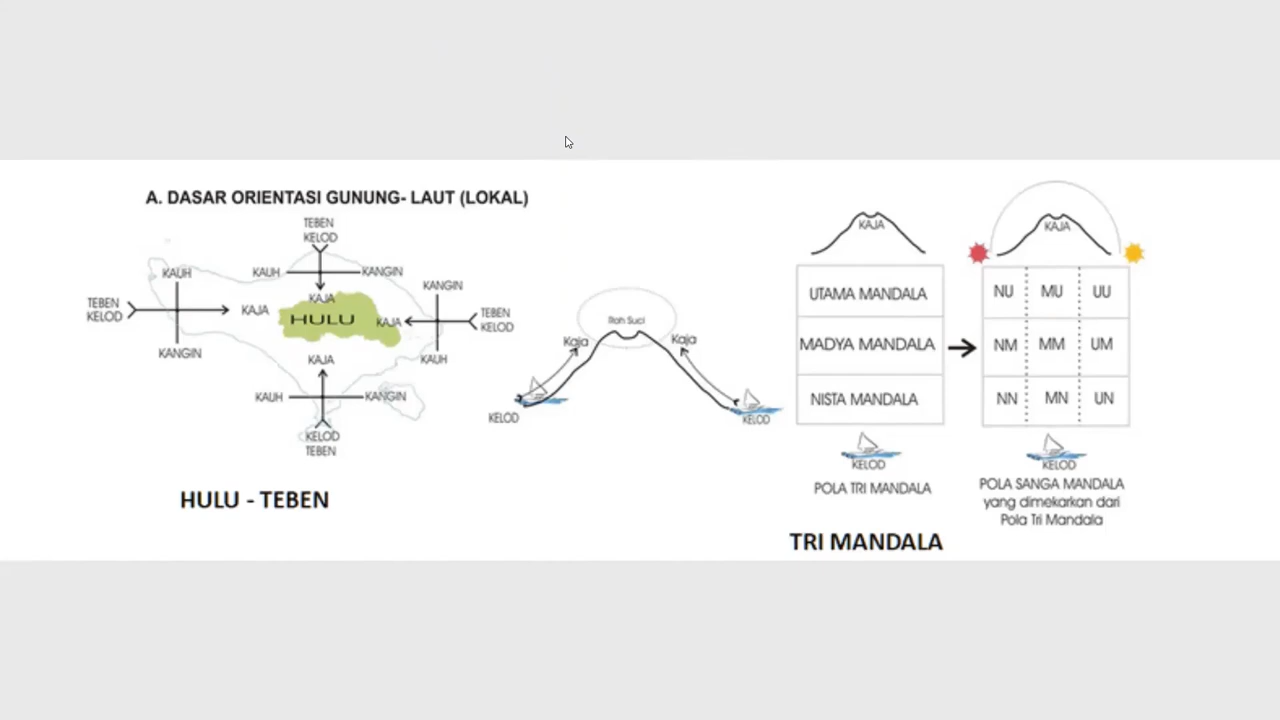 A. DASAR ORIENTASI GUNUNG- LAUT (LOKAL)
TEBEN
KELOD
KAUH
KANGIN
KAJA
KAUH
TEBEN
KELOD
KAJA
KANGIN
HULU
KANGIN
KAJA
TEBEN
KELOD
KAUH
KAJA
KAUH
KANGIN
KELOD
TEBEN
HULU - TEBEN
Roh Suci
Kaja
Kaja
KELOD
KELOD
KAJA
UTAMA MANDALA
MADYA MANDALA
NISTA MANDALA
KELOD
POLA TRI MANDALA
TRI MANDALA
KAJA
NU MU UU
NM MM UM
NN MN UN
KELOD
POLA SANGA MANDALA
yang dimekarkan dari
Pola Tri Mandala